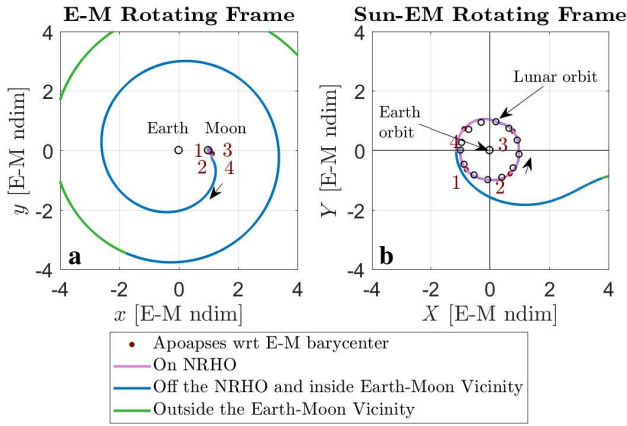 E-M Rotating Frame
Sun-EM Rotating Frame
4
2
0
-2
-4
y [E-M ndim]
Earth
Moon
1
3
2
4
a
-4
-2
0
2
4
x [E-M ndim]
4
2
0
-2
-4
Y [E-M ndim]
Lunar orbit
Earth
orbit
4
3
1
2
b
-4
-2
0
2
4
X [E-M ndim]
Apoapses wrt E-M barycenter
On NRHO
Off the NRHO and inside Earth-Moon Vicinity
Outside the Earth-Moon Vicinity